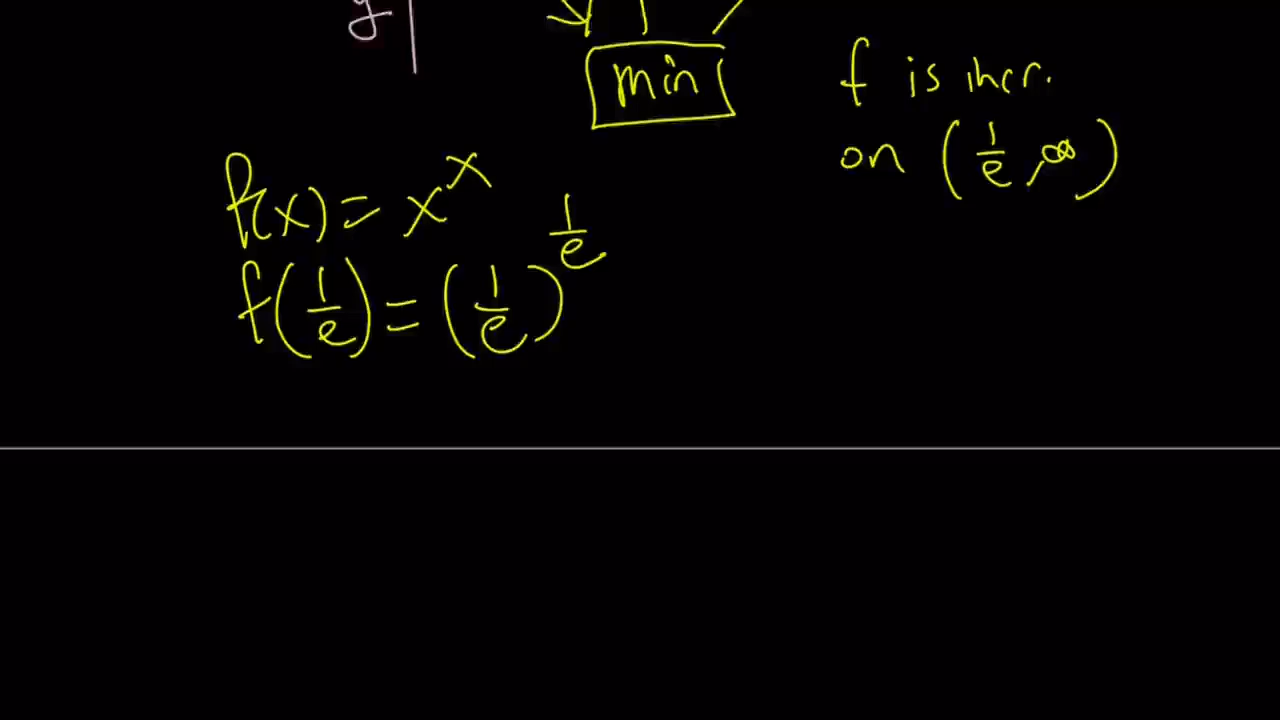 y
min
f is incr.
on (1/e, ∞)
f(x) = x^x
f(1/e) = (1/e)^(1/e)